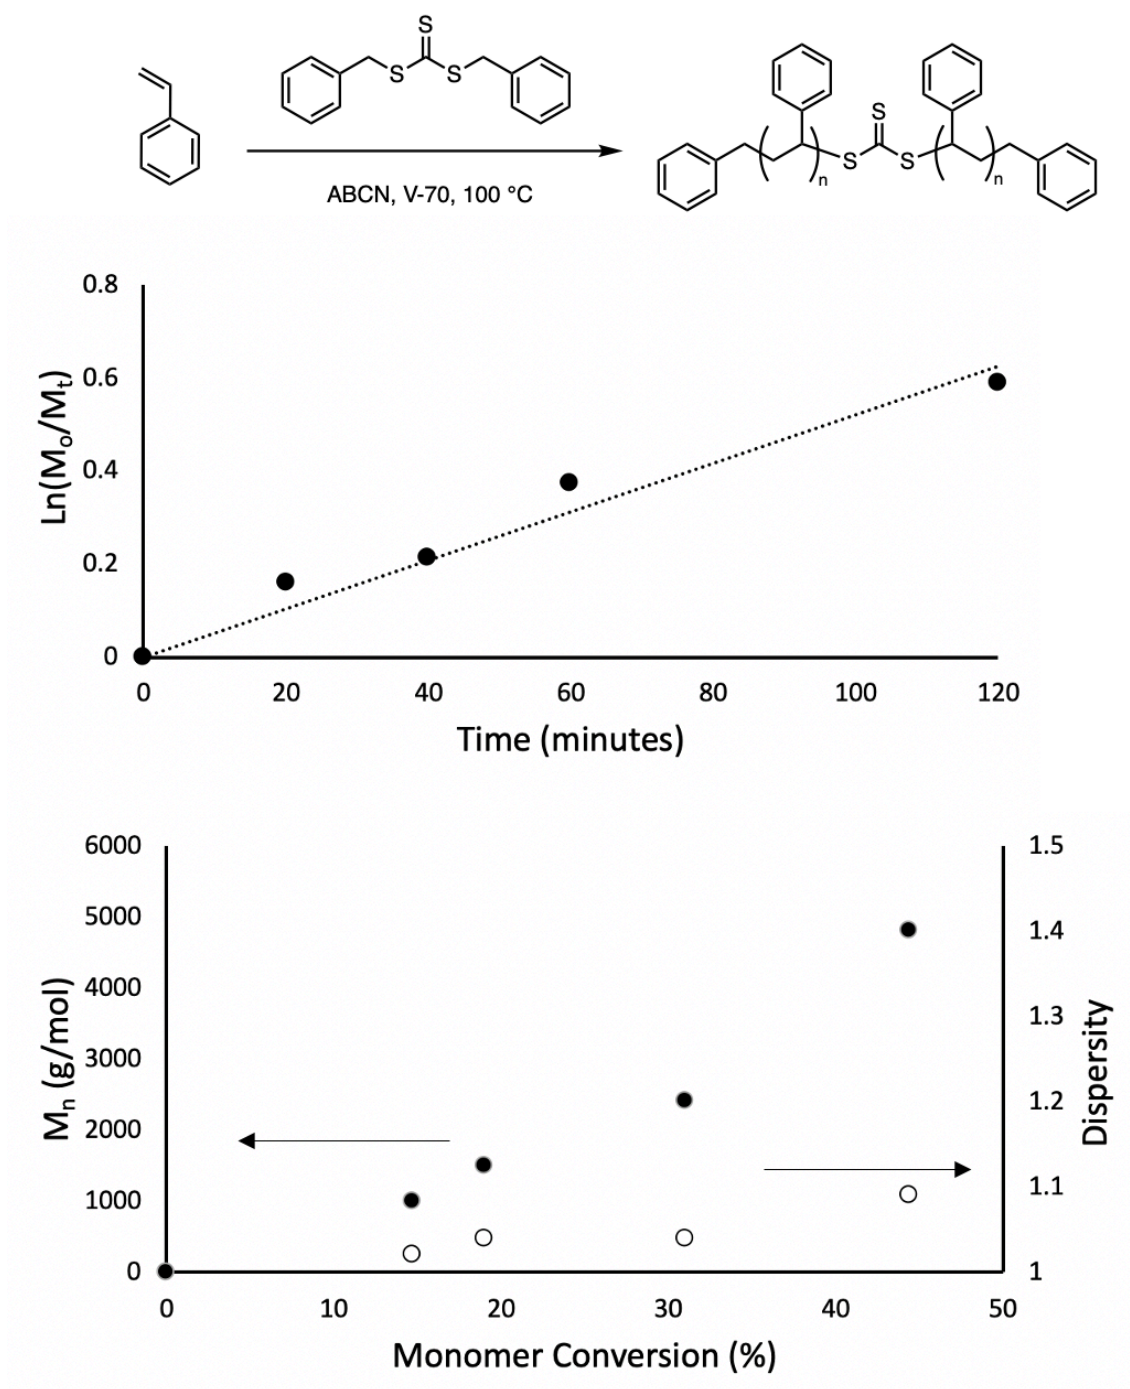 S
S S
ABCN, V-70, 100 °C
S
S S
n n
0.8
0.6
0.4
0.2
0
Ln(Mo/Mt)
0 20 40 60 80 100 120
Time (minutes)
6000
5000
4000
3000
2000
1000
0
Mn (g/mol)
1.5
1.4
1.3
1.2
1.1
1
Dispersity
0 10 20 30 40 50
Monomer Conversion (%)